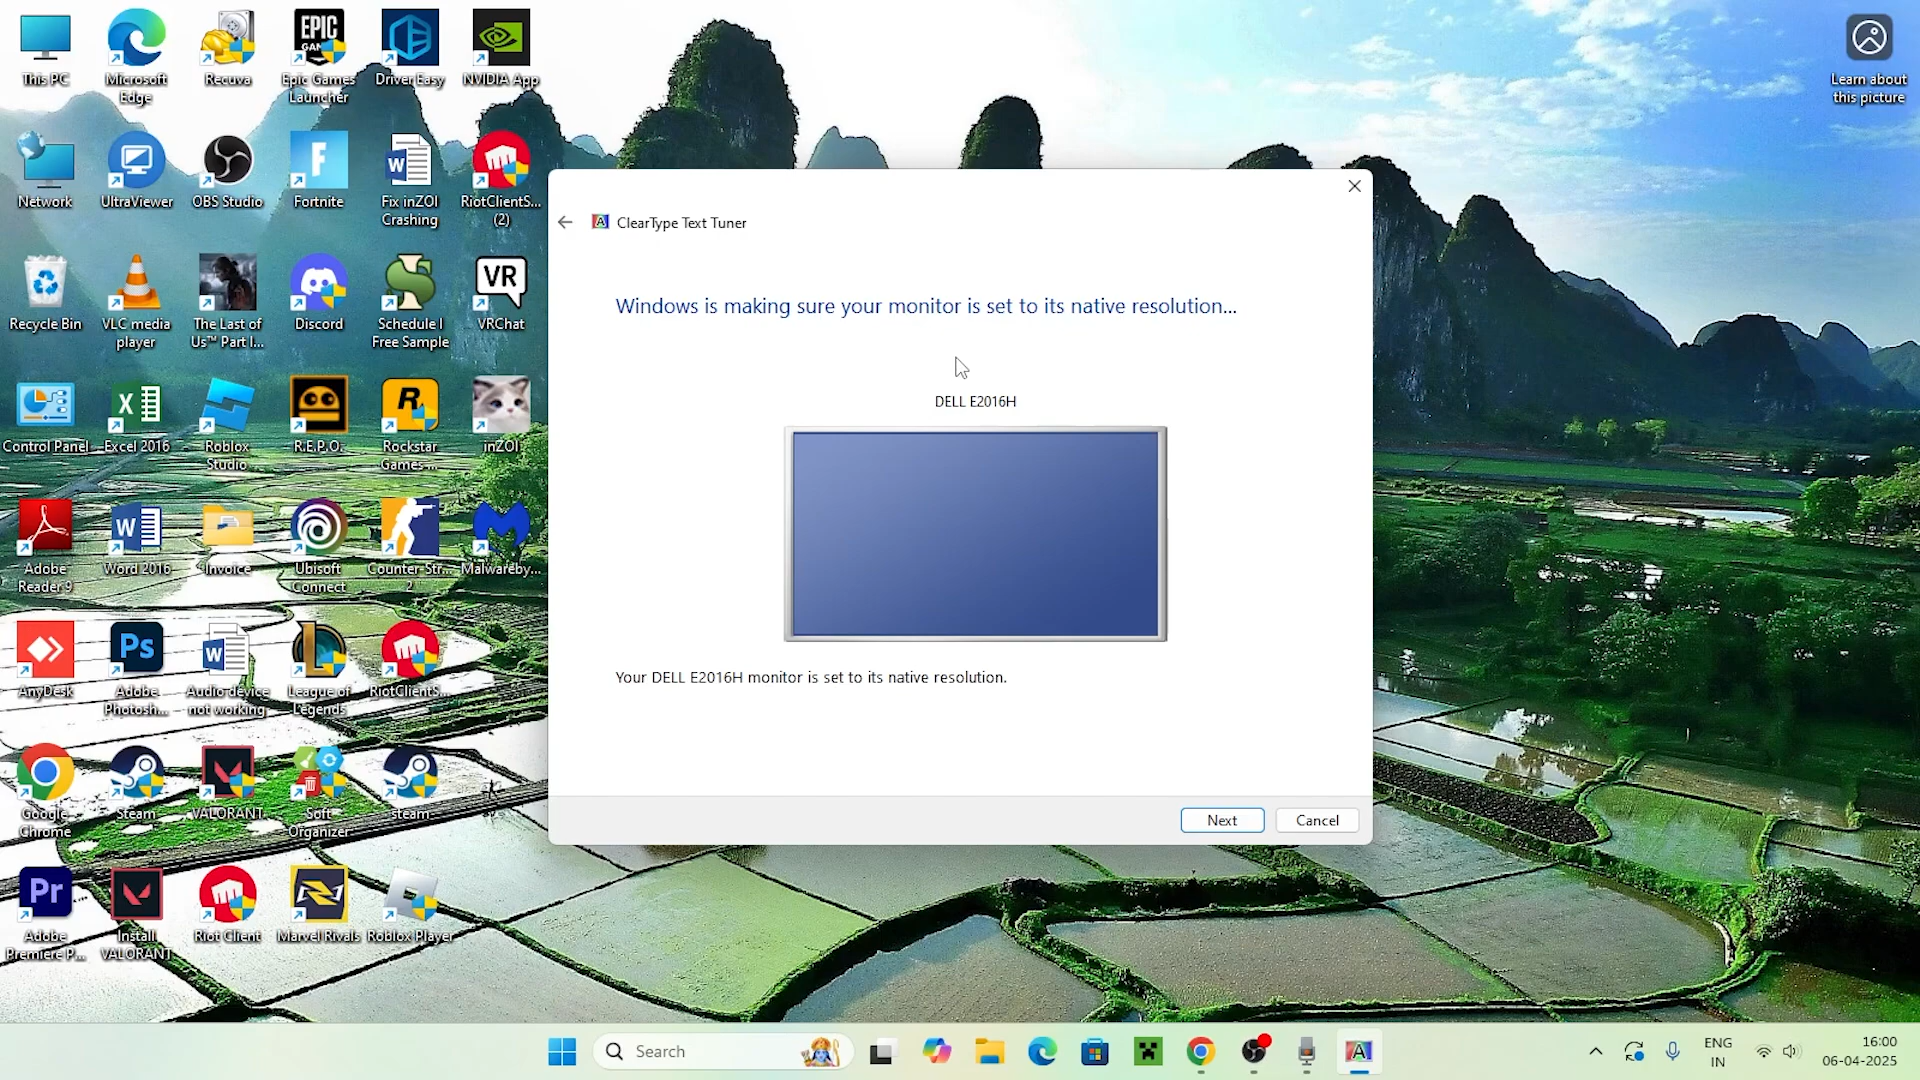 This PC
Microsoft
Edge
Recuva
EPIC
GAMES
Epic Games
Launcher
Driver Easy
NVIDIA App
Learn about
this picture
Network
UltraViewer
OBS Studio
F
Fortnite
W
Fix inZOI
Crashing
RiotClientS...
(2)
A ClearType Text Tuner
Windows is making sure your monitor is set to its native resolution...
DELL E2016H
Your DELL E2016H monitor is set to its native resolution.
Next
Cancel
Recycle Bin
VLC media
player
The Last of
Us™ Part I...
Discord
Schedule I
Free Sample
VR
VRChat
Control Panel
X
Excel 2016
Roblox
Studio
R.E.P.O.
R
Rockstar
Games ...
inZOI
Adobe
Reader 9
W
Word 2016
Invoice
Ubisoft
Connect
Counter-Str...
2
Malwareby...
AnyDesk
Ps
Adobe
Photosh...
W
Audio device
not working
L
League of
Legends
RiotClientS...
Google
Chrome
Steam
VALORANT
Soft
Organizer
steam
Pr
Adobe
Premiere P...
Install
VALORANT
Riot Client
Marvel Rivals
Roblox Player
Search
A
ENG
IN
16:00
06-04-2025